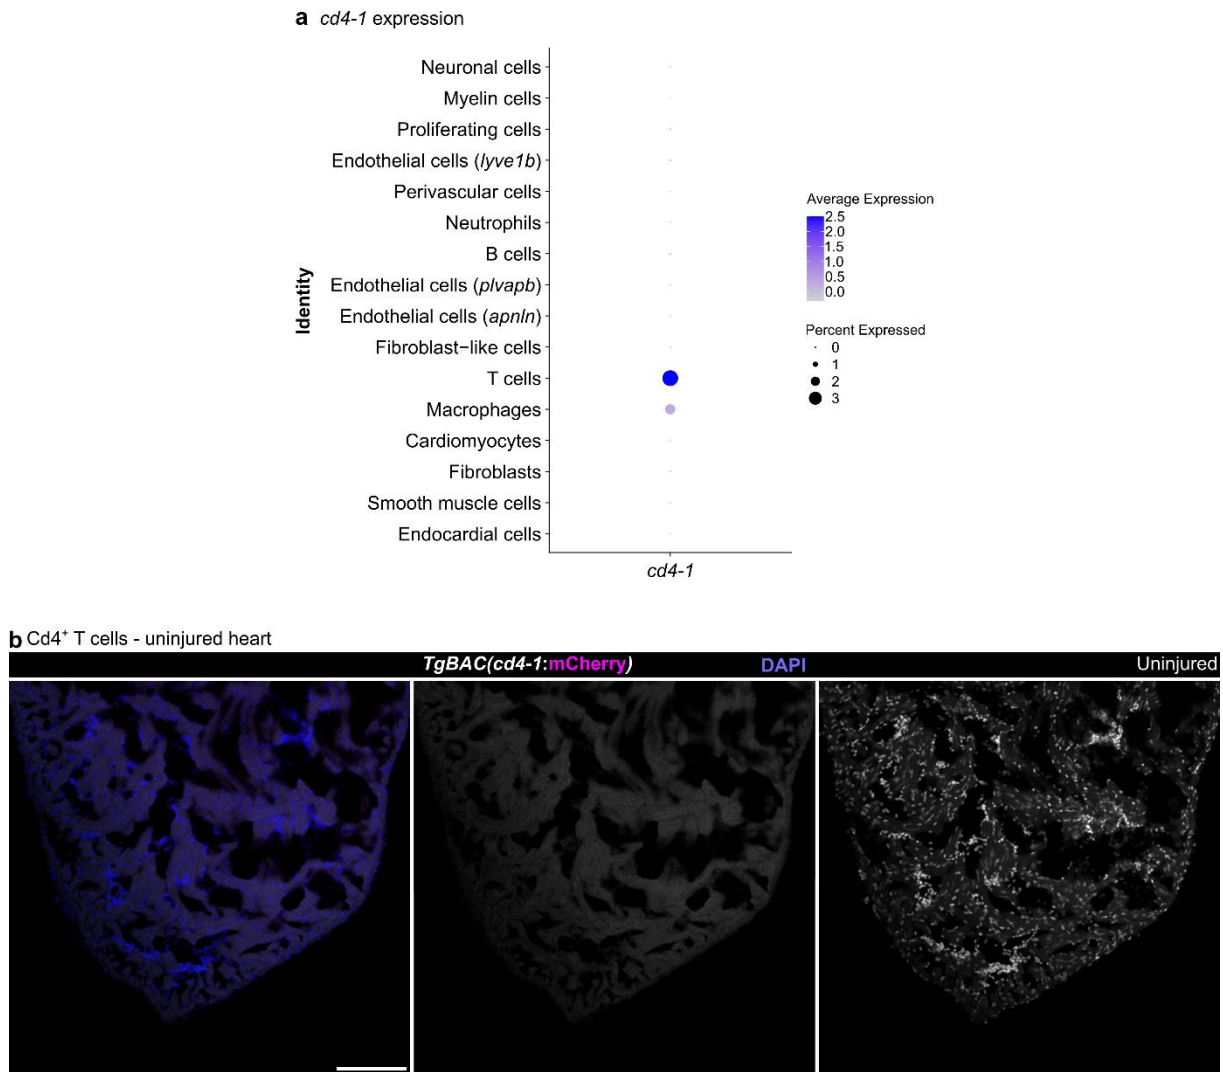 a cd4-1 expression
Identity
Neuronal cells
Myelin cells
Proliferating cells
Endothelial cells (lyve1b)
Perivascular cells
Neutrophils
B cells
Endothelial cells (plvapb)
Endothelial cells (apnln)
Fibroblast−like cells
T cells
Macrophages
Cardiomyocytes
Fibroblasts
Smooth muscle cells
Endocardial cells
cd4-1
Average Expression
2.5
2.0
1.5
1.0
0.5
0.0
Percent Expressed
0
1
2
3
b Cd4⁺ T cells - uninjured heart
TgBAC(cd4-1:mCherry) DAPI Uninjured